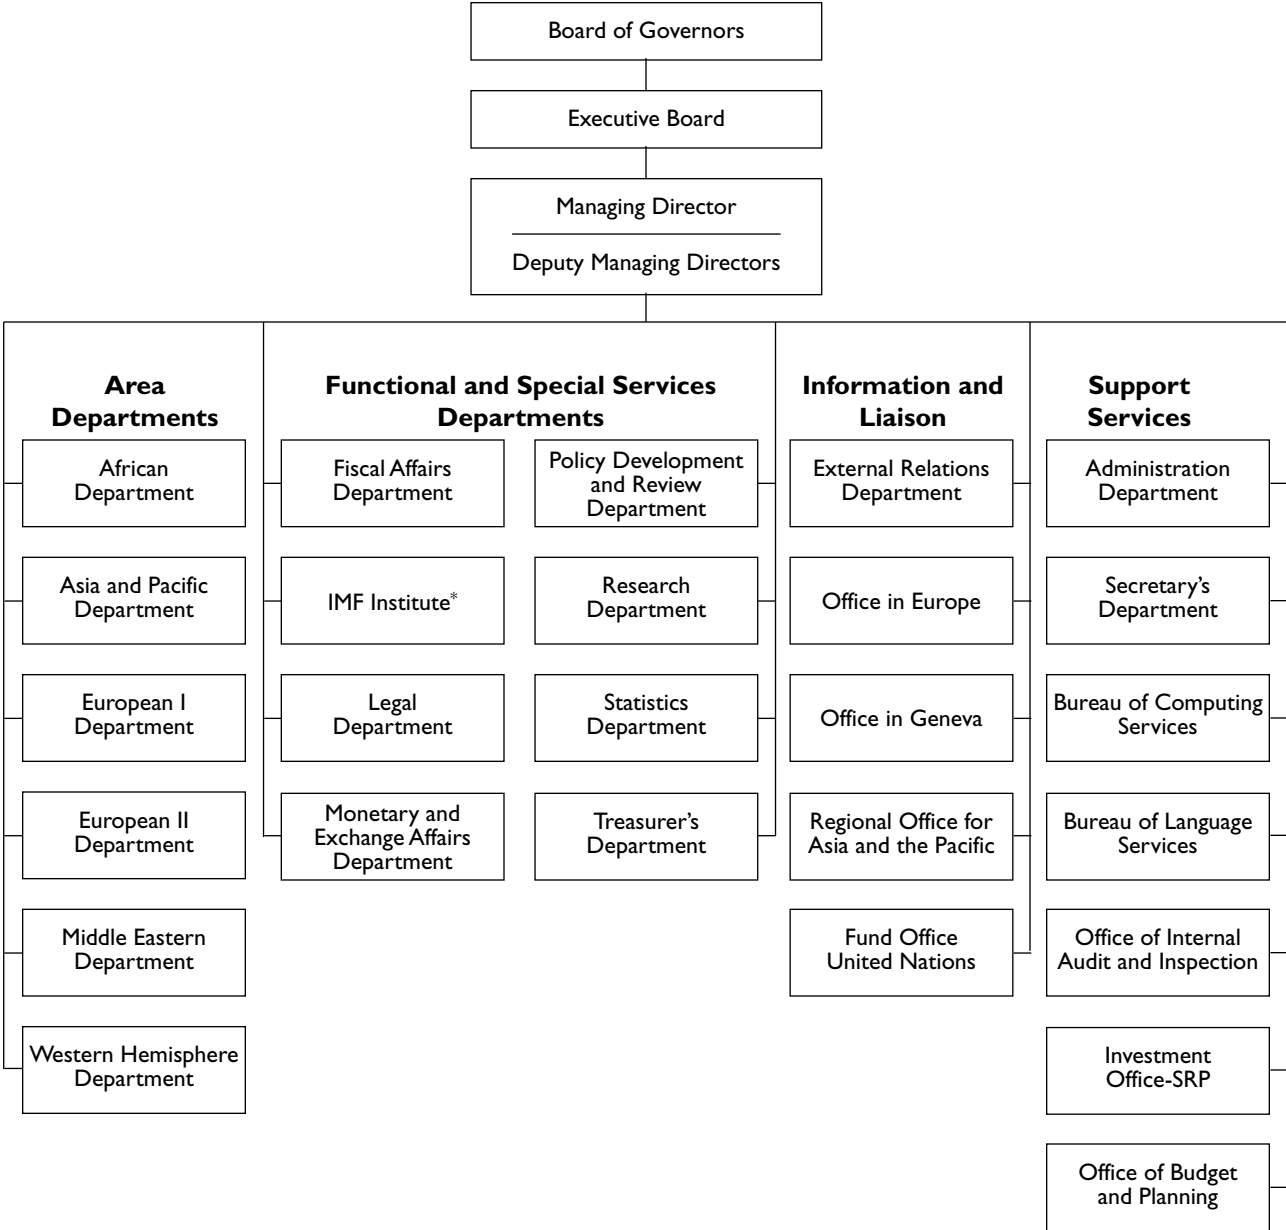 Board of Governors
Executive Board
Managing Director
Deputy Managing Directors
Area
Departments
African
Department
Asia and Pacific
Department
European I
Department
European II
Department
Middle Eastern
Department
Western Hemisphere
Department
Functional and Special Services
Departments
Fiscal Affairs
Department
IMF Institute*
Legal
Department
Monetary and
Exchange Affairs
Department
Policy Development
and Review
Department
Research
Department
Statistics
Department
Treasurer’s
Department
Information and
Liaison
External Relations
Department
Office in Europe
Office in Geneva
Regional Office for
Asia and the Pacific
Fund Office
United Nations
Support
Services
Administration
Department
Secretary’s
Department
Bureau of Computing
Services
Bureau of Language
Services
Office of Internal
Audit and Inspection
Investment
Office-SRP
Office of Budget
and Planning